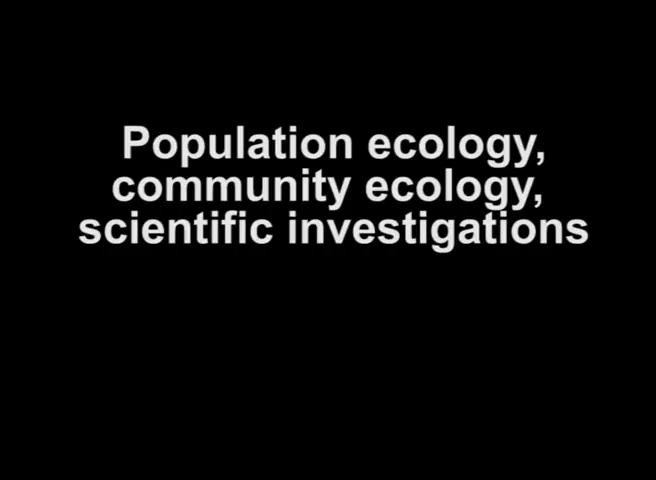 Population ecology,
community ecology,
scientific investigations